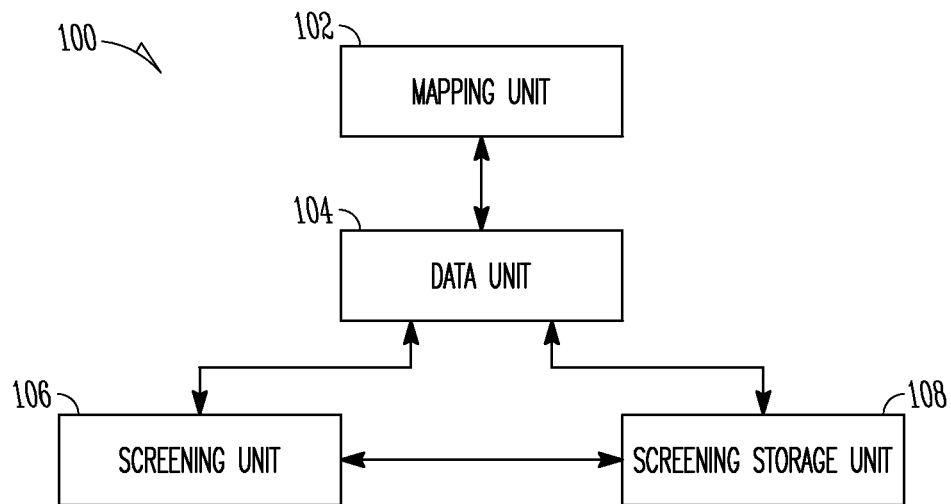 100
102
MAPPING UNIT
104
DATA UNIT
106
SCREENING UNIT
108
SCREENING STORAGE UNIT